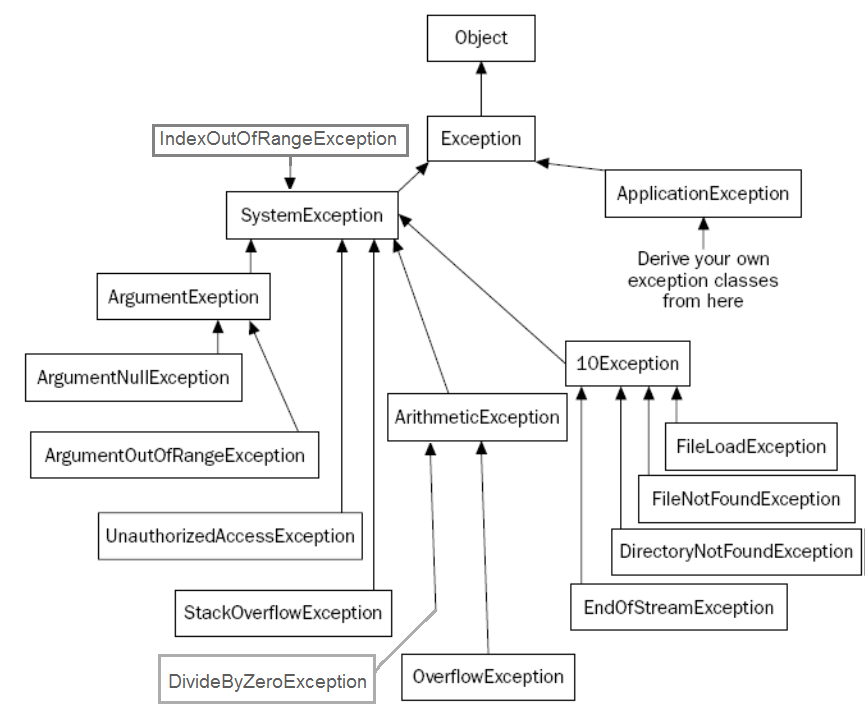 Object
IndexOutOfRangeException
Exception
ApplicationException
SystemException
Derive your own
exception classes
from here
ArgumentExeption
10Exception
ArgumentNullException
ArithmeticException
FileLoadException
ArgumentOutOfRangeException
FileNotFoundException
UnauthorizedAccessException
DirectoryNotFoundException
StackOverflowException
EndOfStreamException
DivideByZeroException
OverflowException